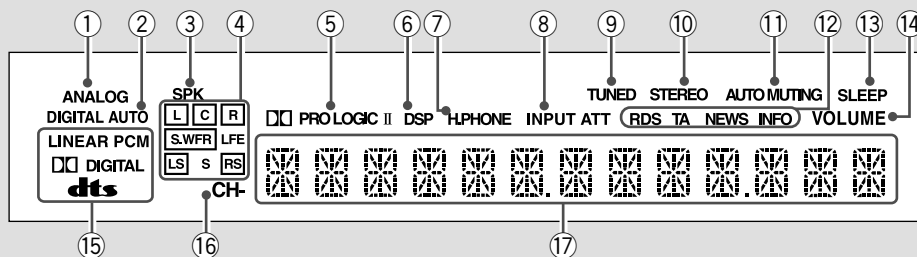 ① ② ③ ④ ⑤ ⑥ ⑦ ⑧ ⑨ ⑩ ⑪ ⑫ ⑬ ⑭
ANALOG SPK TUNED STEREO AUTO MUTING SLEEP
DIGITAL AUTO L C R PRO LOGIC II DSP H.PHONE INPUT ATT RDS TA NEWS INFO VOLUME
LINEAR PCM S.WFR LFE
DIGITAL LS S RS
dts CH-
⑮ ⑯ ⑰